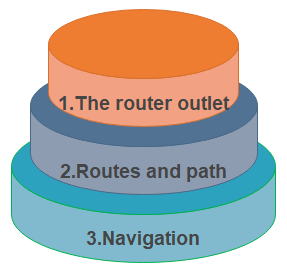 1.The router outlet
2.Routes and path
3.Navigation